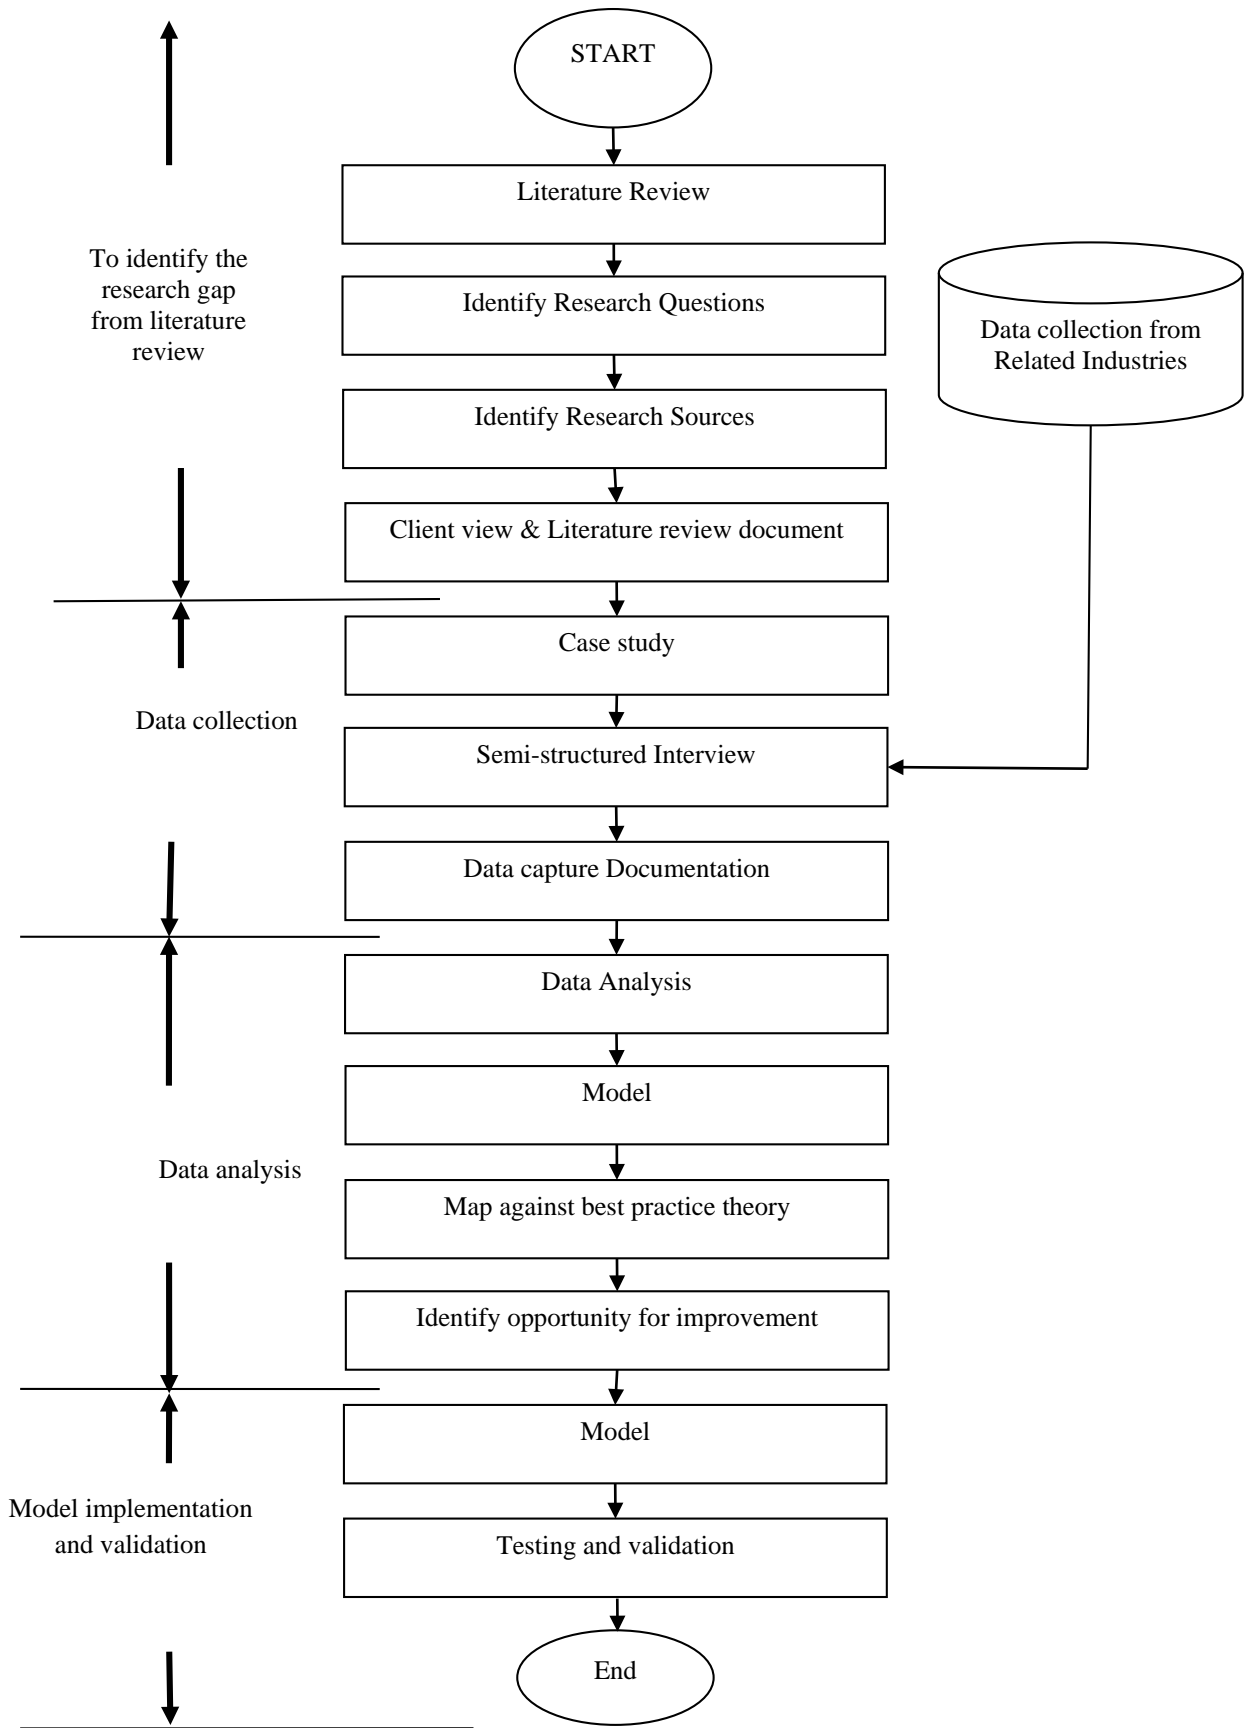 START
Literature Review
To identify the
research gap
from literature
review
Identify Research Questions
Data collection from
Related Industries
Identify Research Sources
Client view & Literature review document
Case study
Data collection
Semi-structured Interview
Data capture Documentation
Data Analysis
Model
Data analysis
Map against best practice theory
Identify opportunity for improvement
Model
Model implementation
and validation
Testing and validation
End